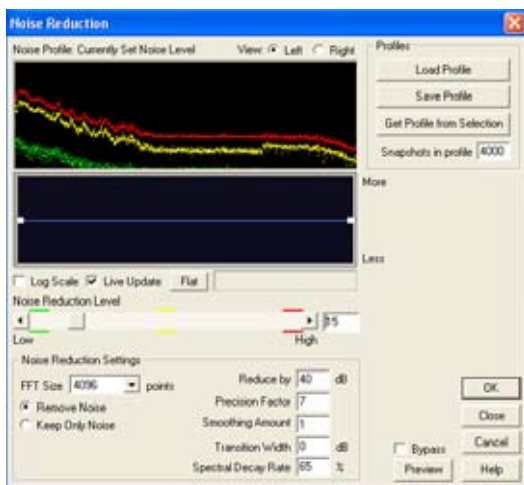 Noise Reduction
Noise Profile: Currently Set Noise Level View: Left Right
Profiles
Load Profile
Save Profile
Get Profile from Selection
Snapshots in profile 4000
More
Less
Log Scale Live Update Flat
Noise Reduction Level
15
Low High
Noise Reduction Settings
FFT Size 4096 points
Remove Noise
Keep Only Noise
Reduce by 40 dB
Precision Factor 7
Smoothing Amount 1
Transition Width 0 dB
Spectral Decay Rate 65 %
OK
Close
Bypass Cancel
Preview Help